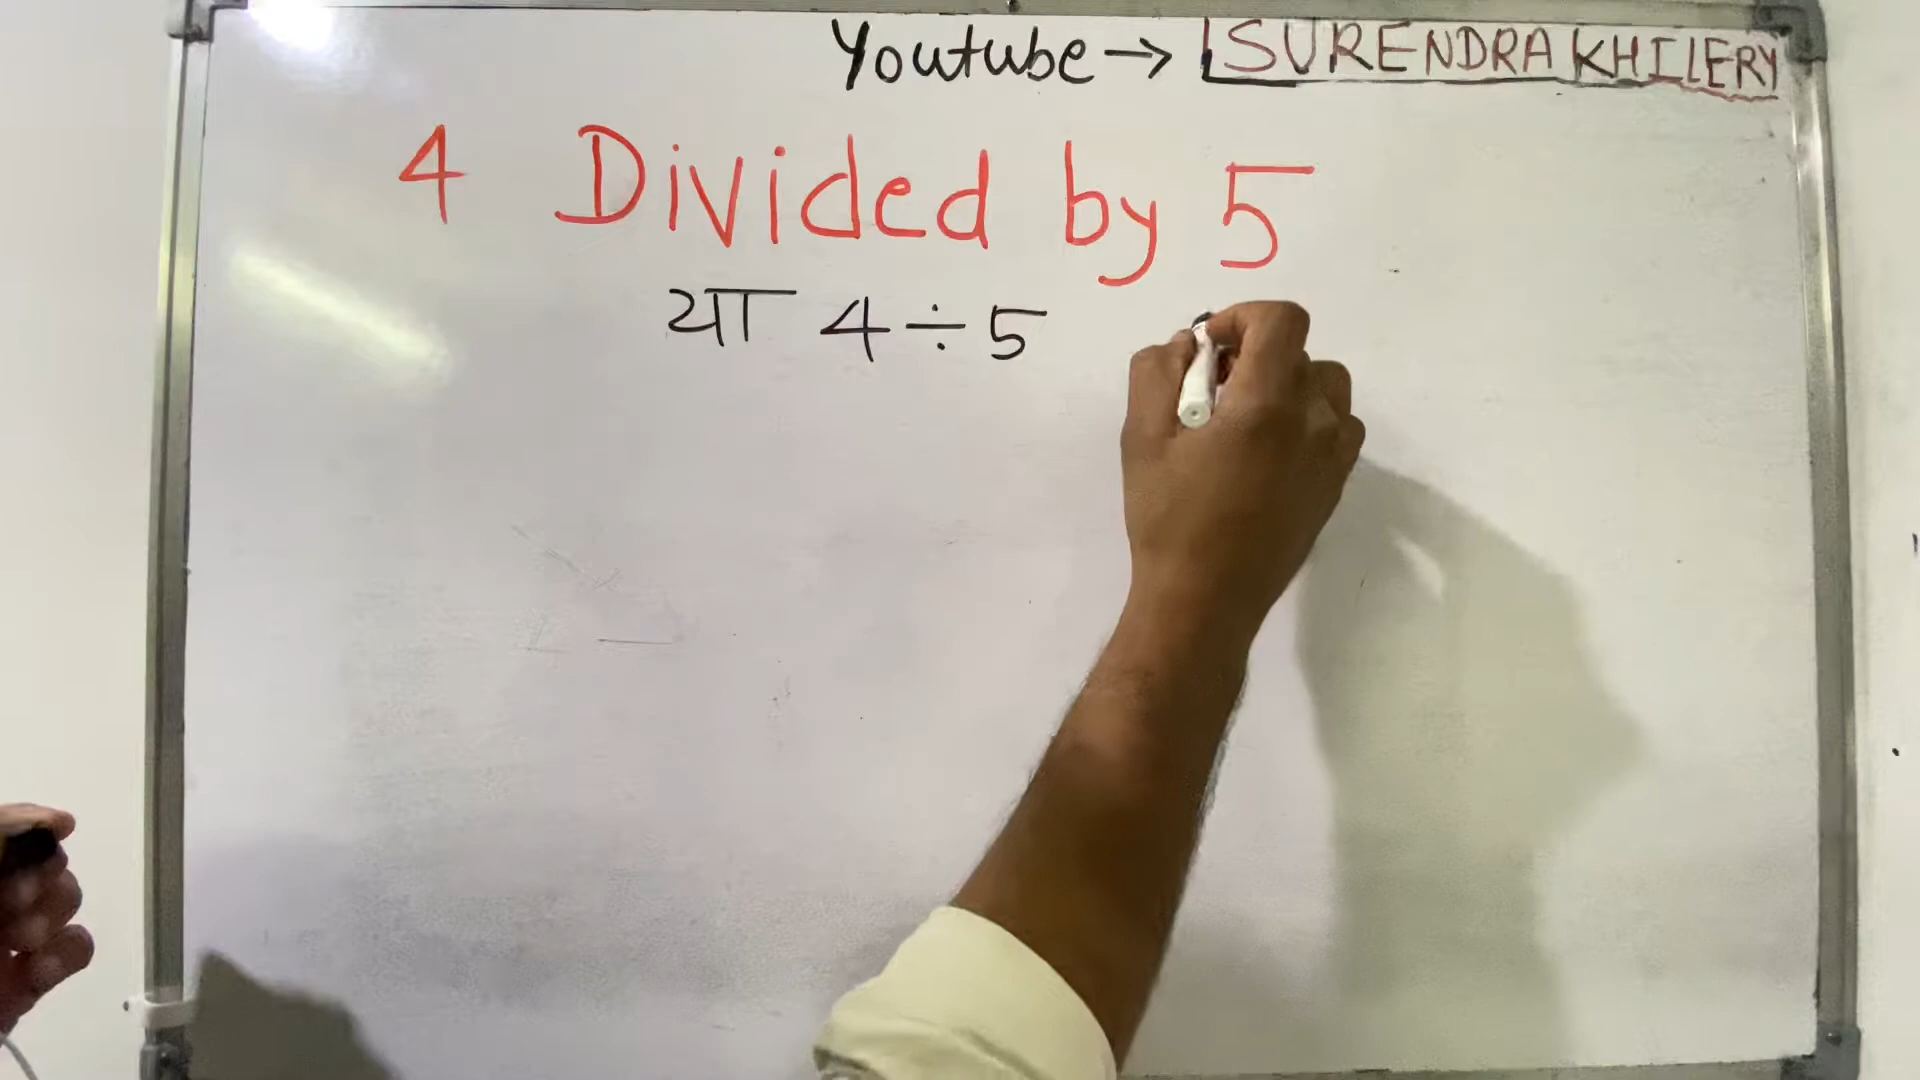 Youtube → SURENDRA KHILERY
4 Divided by 5
या 4 ÷ 5